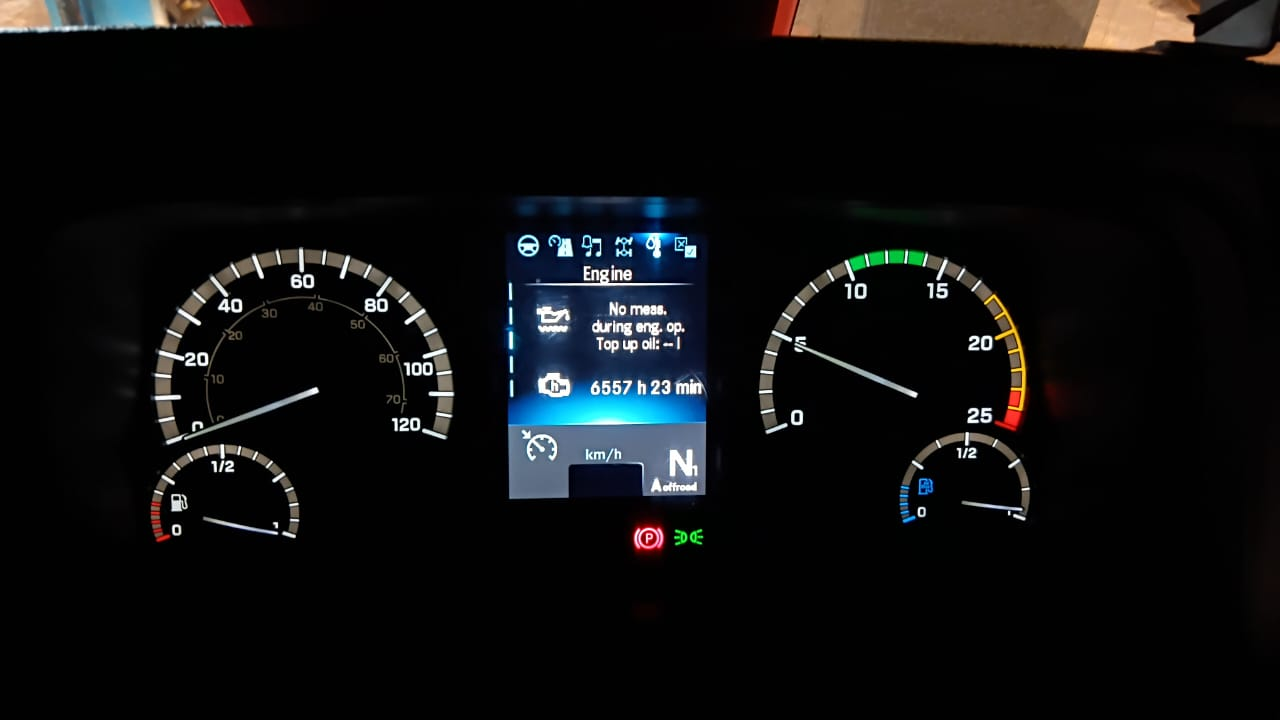 Engine
No mess.
during eng. op.
Top up oil: -- l
6557 h 23 min
km/h
N1
A offroad
0
20
40
60
80
100
120
10
20
30
40
50
60
70
0
5
10
15
20
25
0
1/2
1
0
1/2
P